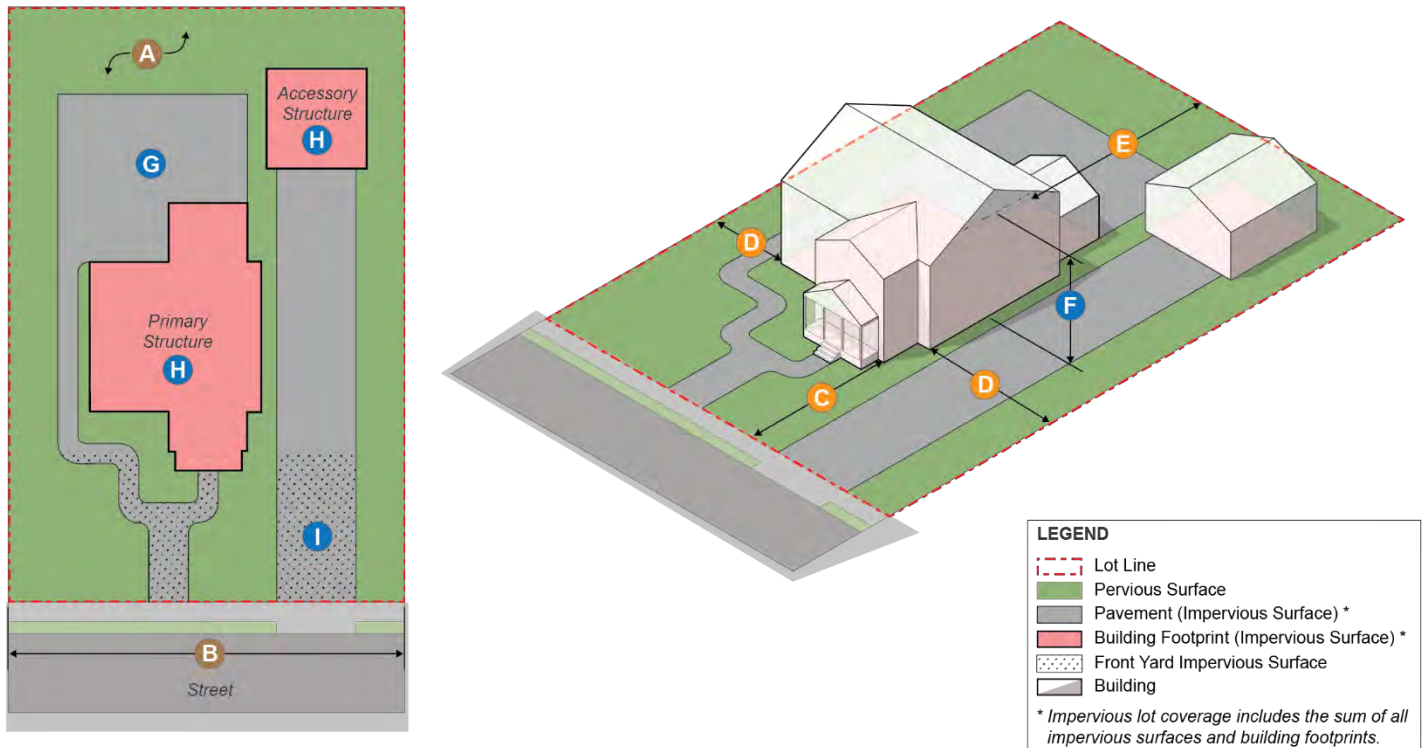 A
Accessory
Structure
H
G
Primary
Structure
H
I
B
Street
E
D
F
D
C
LEGEND
Lot Line
Pervious Surface
Pavement (Impervious Surface) *
Building Footprint (Impervious Surface) *
Front Yard Impervious Surface
Building
* Impervious lot coverage includes the sum of all
impervious surfaces and building footprints.